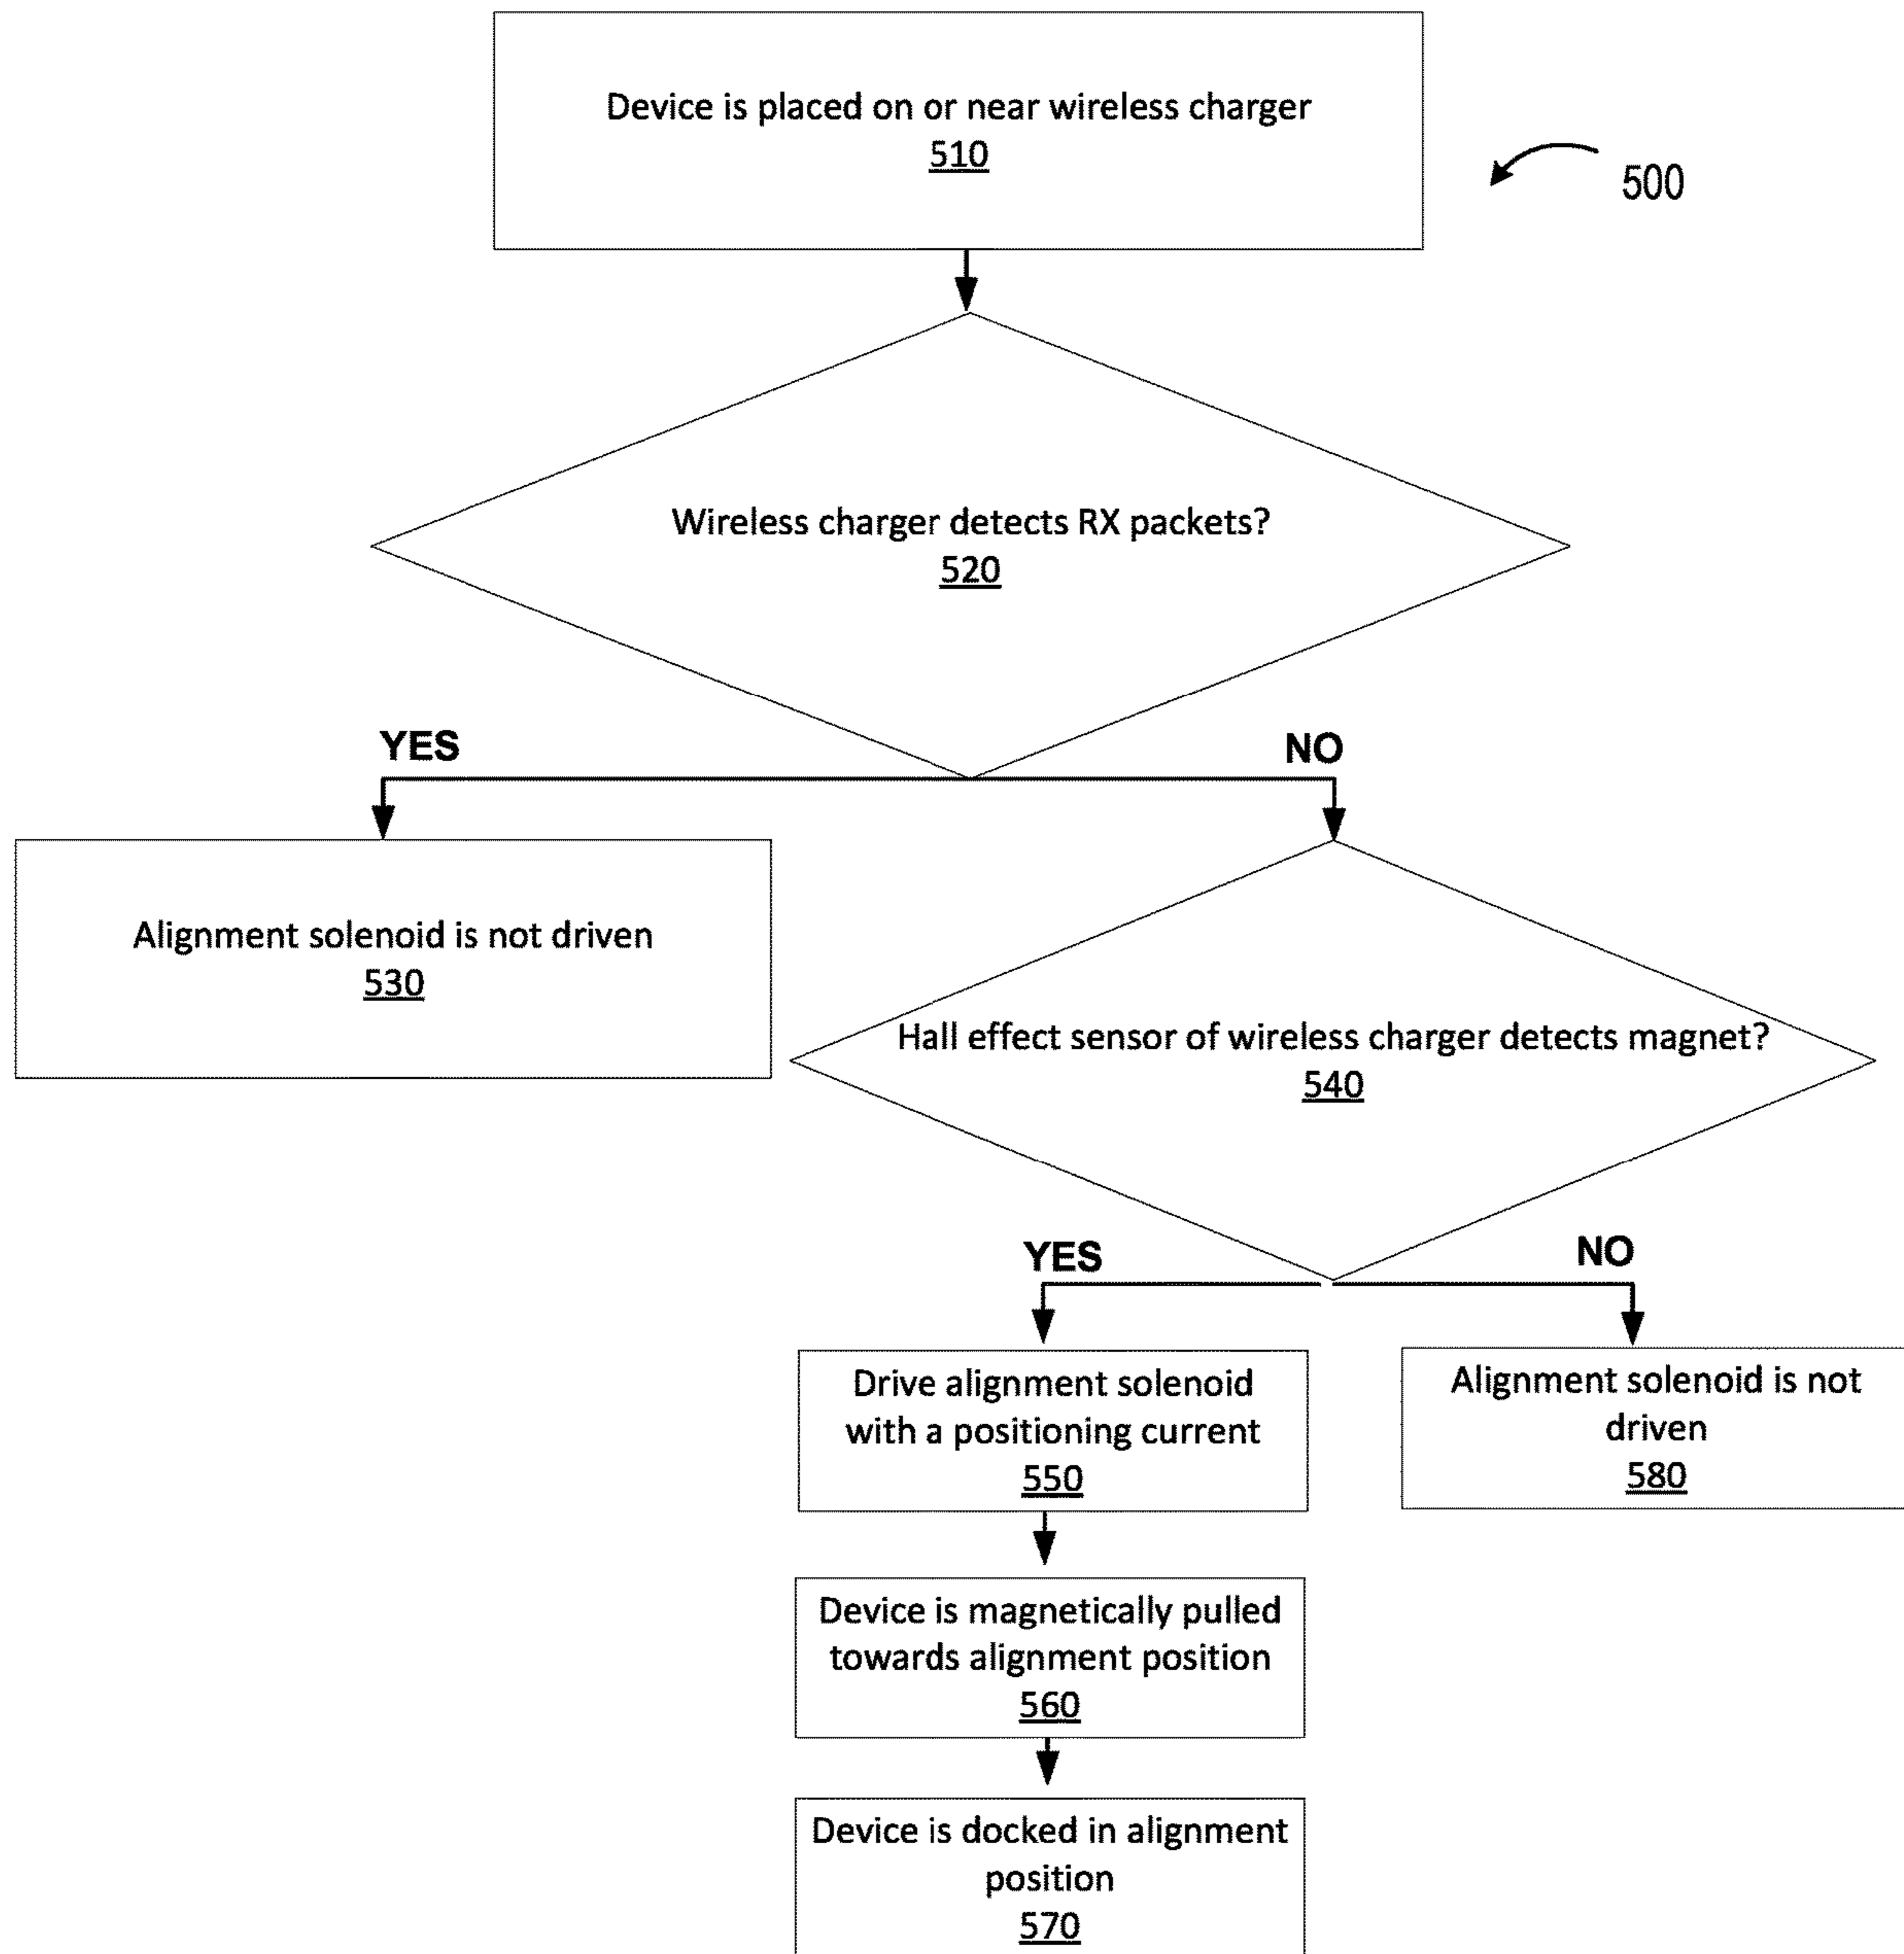 Device is placed on or near wireless charger
510
500
Wireless charger detects RX packets?
520
YES
NO
Alignment solenoid is not driven
530
Hall effect sensor of wireless charger detects magnet?
540
YES
NO
Drive alignment solenoid
with a positioning current
550
Alignment solenoid is not
driven
580
Device is magnetically pulled
towards alignment position
560
Device is docked in alignment
position
570